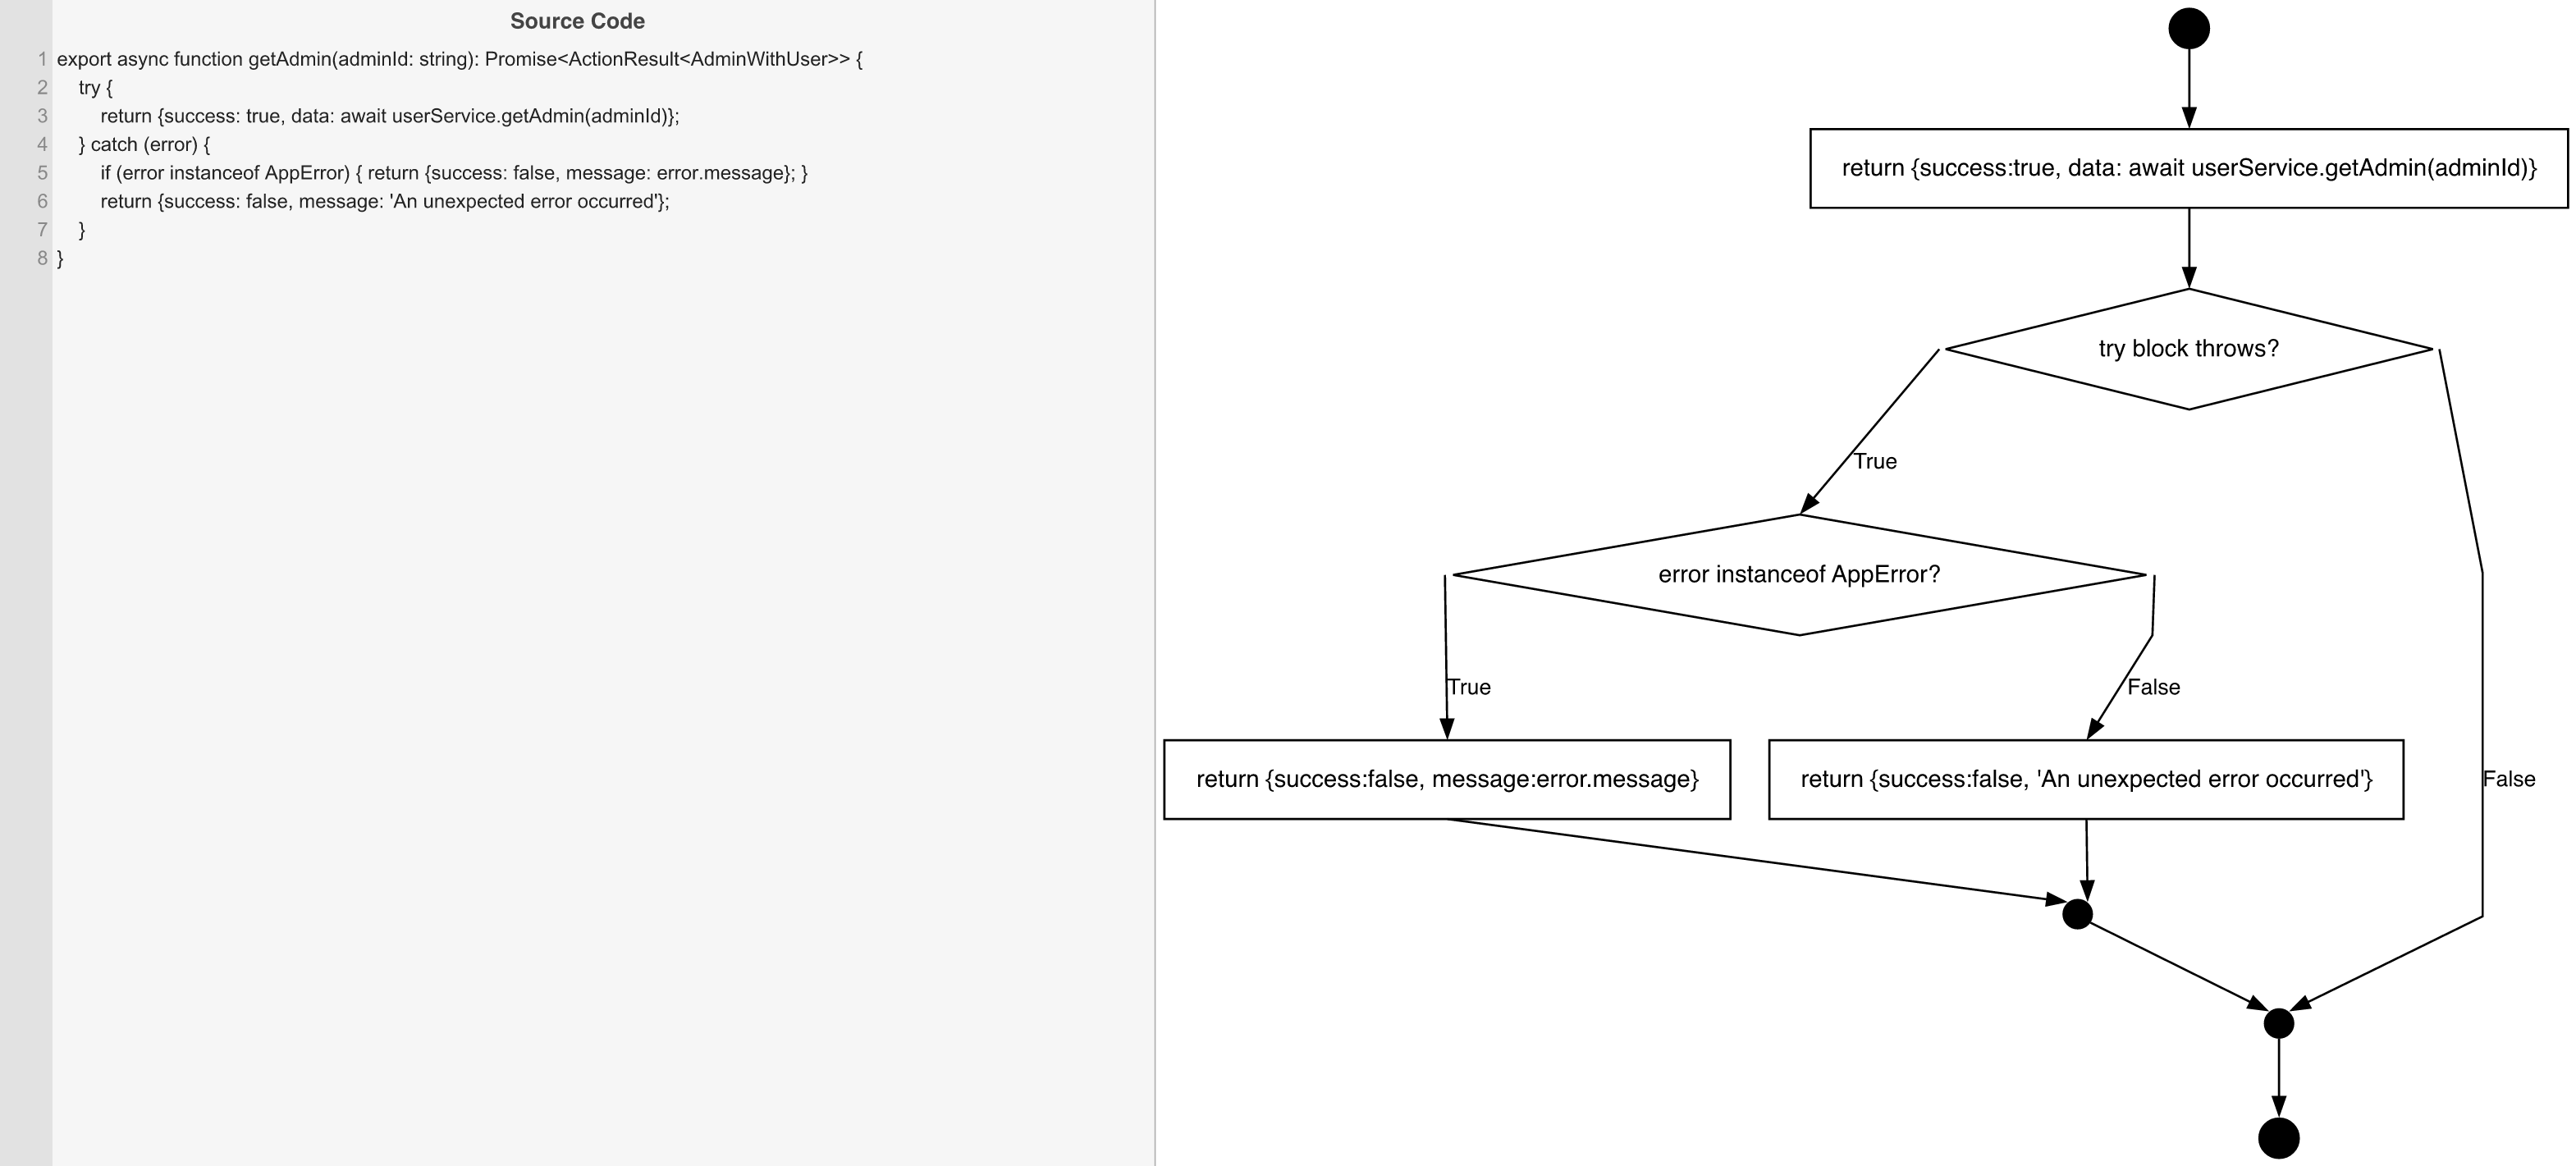 Source Code
1 export async function getAdmin(adminId: string): Promise<ActionResult<AdminWithUser>> {
2 try {
3 return {success: true, data: await userService.getAdmin(adminId)};
4 } catch (error) {
5 if (error instanceof AppError) { return {success: false, message: error.message}; }
6 return {success: false, message: 'An unexpected error occurred'};
7 }
8 }
return {success:true, data: await userService.getAdmin(adminId)}
try block throws?
True
error instanceof AppError?
True
False
return {success:false, message:error.message}
return {success:false, 'An unexpected error occurred'}
False